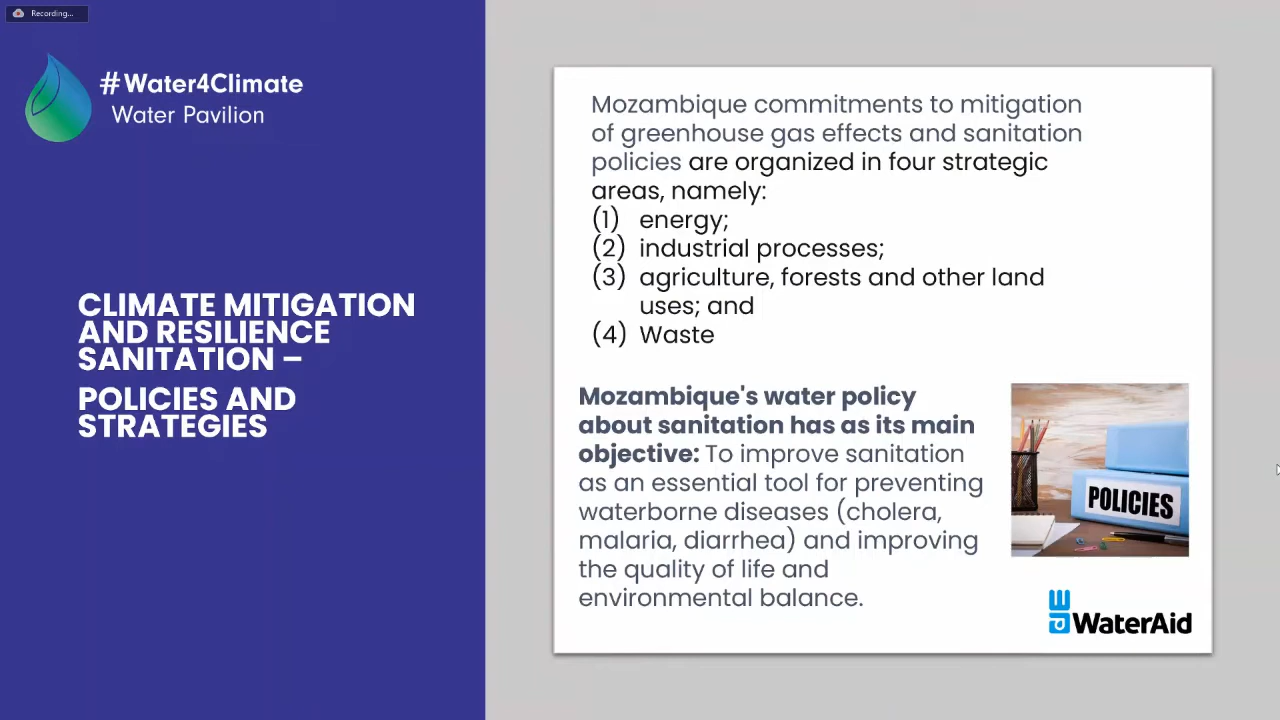 Recording...
#Water4Climate
Water Pavilion
CLIMATE MITIGATION
AND RESILIENCE
SANITATION –
POLICIES AND
STRATEGIES
Mozambique commitments to mitigation
of greenhouse gas effects and sanitation
policies are organized in four strategic
areas, namely:
(1) energy;
(2) industrial processes;
(3) agriculture, forests and other land
uses; and
(4) Waste
Mozambique's water policy
about sanitation has as its main
objective: To improve sanitation
as an essential tool for preventing
waterborne diseases (cholera,
malaria, diarrhea) and improving
the quality of life and
environmental balance.
POLICIES
WaterAid